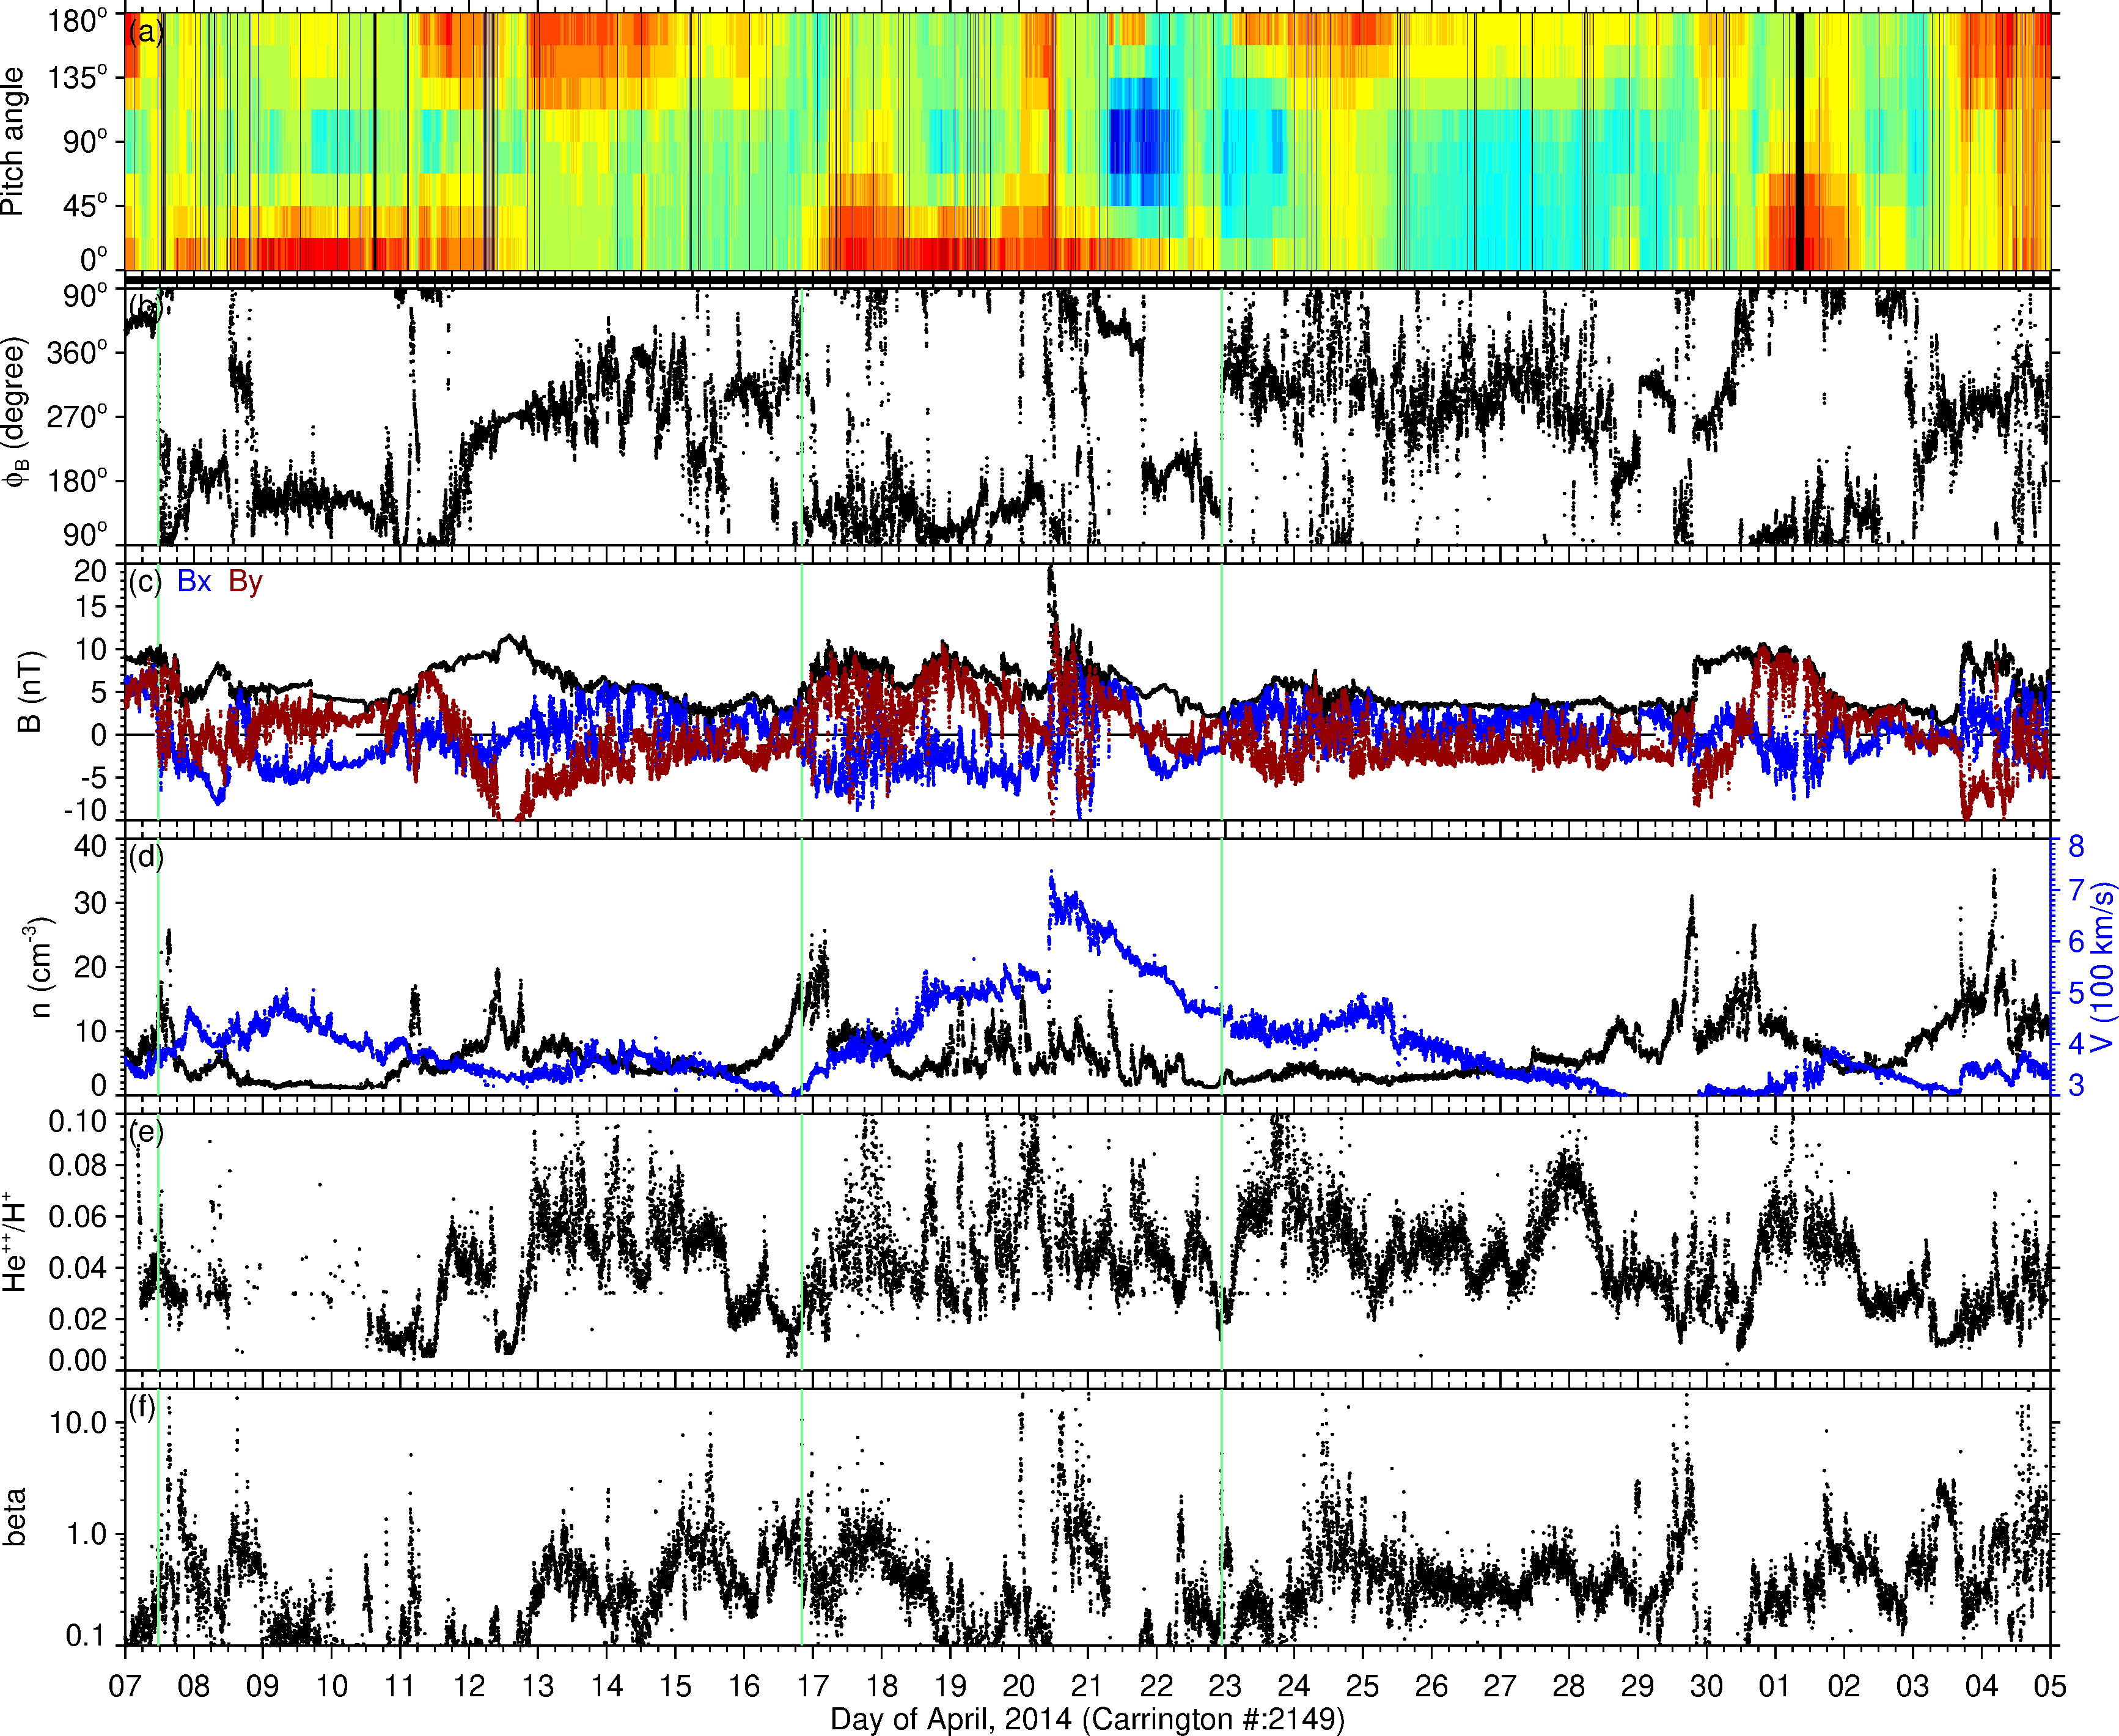 (a)
180°
135°
90°
45°
0°
Pitch angle
(b)
90°
360°
270°
180°
90°
ϕB (degree)
(c) Bx By
20
15
10
5
0
-5
-10
B (nT)
(d)
40
30
20
10
0
n (cm-3)
8
7
6
5
4
3
V (100 km/s)
(e)
0.10
0.08
0.06
0.04
0.02
0.00
He++/H+
(f)
10.0
1.0
0.1
beta
07 08 09 10 11 12 13 14 15 16 17 18 19 20 21 22 23 24 25 26 27 28 29 30 01 02 03 04 05
Day of April, 2014 (Carrington #:2149)